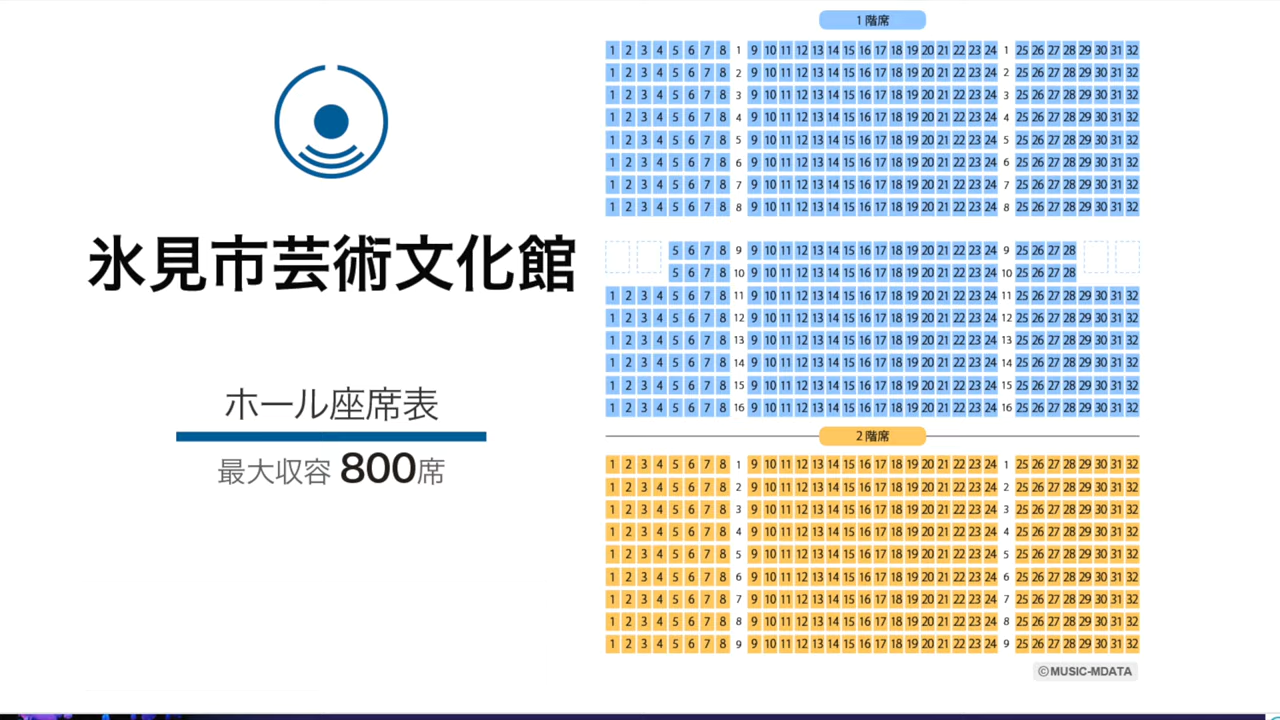 氷見市芸術文化館
ホール座席表
最大収容 800席
1階席
1 2 3 4 5 6 7 8 1 9 10 11 12 13 14 15 16 17 18 19 20 21 22 23 24 1 25 26 27 28 29 30 31 32
1 2 3 4 5 6 7 8 2 9 10 11 12 13 14 15 16 17 18 19 20 21 22 23 24 2 25 26 27 28 29 30 31 32
1 2 3 4 5 6 7 8 3 9 10 11 12 13 14 15 16 17 18 19 20 21 22 23 24 3 25 26 27 28 29 30 31 32
1 2 3 4 5 6 7 8 4 9 10 11 12 13 14 15 16 17 18 19 20 21 22 23 24 4 25 26 27 28 29 30 31 32
1 2 3 4 5 6 7 8 5 9 10 11 12 13 14 15 16 17 18 19 20 21 22 23 24 5 25 26 27 28 29 30 31 32
1 2 3 4 5 6 7 8 6 9 10 11 12 13 14 15 16 17 18 19 20 21 22 23 24 6 25 26 27 28 29 30 31 32
1 2 3 4 5 6 7 8 7 9 10 11 12 13 14 15 16 17 18 19 20 21 22 23 24 7 25 26 27 28 29 30 31 32
1 2 3 4 5 6 7 8 8 9 10 11 12 13 14 15 16 17 18 19 20 21 22 23 24 8 25 26 27 28 29 30 31 32
5 6 7 8 9 9 10 11 12 13 14 15 16 17 18 19 20 21 22 23 24 9 25 26 27 28
5 6 7 8 10 9 10 11 12 13 14 15 16 17 18 19 20 21 22 23 24 10 25 26 27 28
1 2 3 4 5 6 7 8 11 9 10 11 12 13 14 15 16 17 18 19 20 21 22 23 24 11 25 26 27 28 29 30 31 32
1 2 3 4 5 6 7 8 12 9 10 11 12 13 14 15 16 17 18 19 20 21 22 23 24 12 25 26 27 28 29 30 31 32
1 2 3 4 5 6 7 8 13 9 10 11 12 13 14 15 16 17 18 19 20 21 22 23 24 13 25 26 27 28 29 30 31 32
1 2 3 4 5 6 7 8 14 9 10 11 12 13 14 15 16 17 18 19 20 21 22 23 24 14 25 26 27 28 29 30 31 32
1 2 3 4 5 6 7 8 15 9 10 11 12 13 14 15 16 17 18 19 20 21 22 23 24 15 25 26 27 28 29 30 31 32
1 2 3 4 5 6 7 8 16 9 10 11 12 13 14 15 16 17 18 19 20 21 22 23 24 16 25 26 27 28 29 30 31 32
2階席
1 2 3 4 5 6 7 8 1 9 10 11 12 13 14 15 16 17 18 19 20 21 22 23 24 1 25 26 27 28 29 30 31 32
1 2 3 4 5 6 7 8 2 9 10 11 12 13 14 15 16 17 18 19 20 21 22 23 24 2 25 26 27 28 29 30 31 32
1 2 3 4 5 6 7 8 3 9 10 11 12 13 14 15 16 17 18 19 20 21 22 23 24 3 25 26 27 28 29 30 31 32
1 2 3 4 5 6 7 8 4 9 10 11 12 13 14 15 16 17 18 19 20 21 22 23 24 4 25 26 27 28 29 30 31 32
1 2 3 4 5 6 7 8 5 9 10 11 12 13 14 15 16 17 18 19 20 21 22 23 24 5 25 26 27 28 29 30 31 32
1 2 3 4 5 6 7 8 6 9 10 11 12 13 14 15 16 17 18 19 20 21 22 23 24 6 25 26 27 28 29 30 31 32
1 2 3 4 5 6 7 8 7 9 10 11 12 13 14 15 16 17 18 19 20 21 22 23 24 7 25 26 27 28 29 30 31 32
1 2 3 4 5 6 7 8 8 9 10 11 12 13 14 15 16 17 18 19 20 21 22 23 24 8 25 26 27 28 29 30 31 32
1 2 3 4 5 6 7 8 9 9 10 11 12 13 14 15 16 17 18 19 20 21 22 23 24 9 25 26 27 28 29 30 31 32
©MUSIC-MDATA